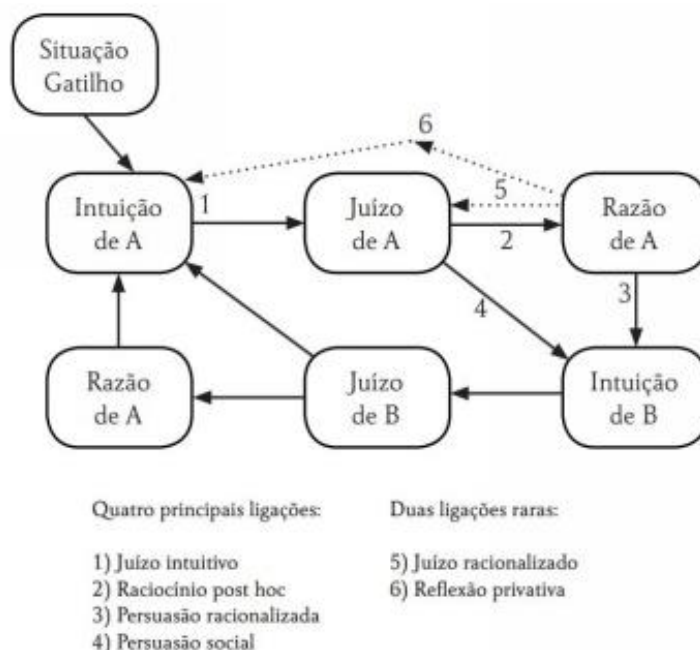 Situação
Gatilho
6
Intuição
de A
1
Juízo
de A
5
2
Razão
de A
4
3
Razão
de A
Juízo
de B
Intuição
de B
Quatro principais ligações:
1) Juízo intuitivo
2) Raciocínio post hoc
3) Persuasão racionalizada
4) Persuasão social
Duas ligações raras:
5) Juízo racionalizado
6) Reflexão privativa